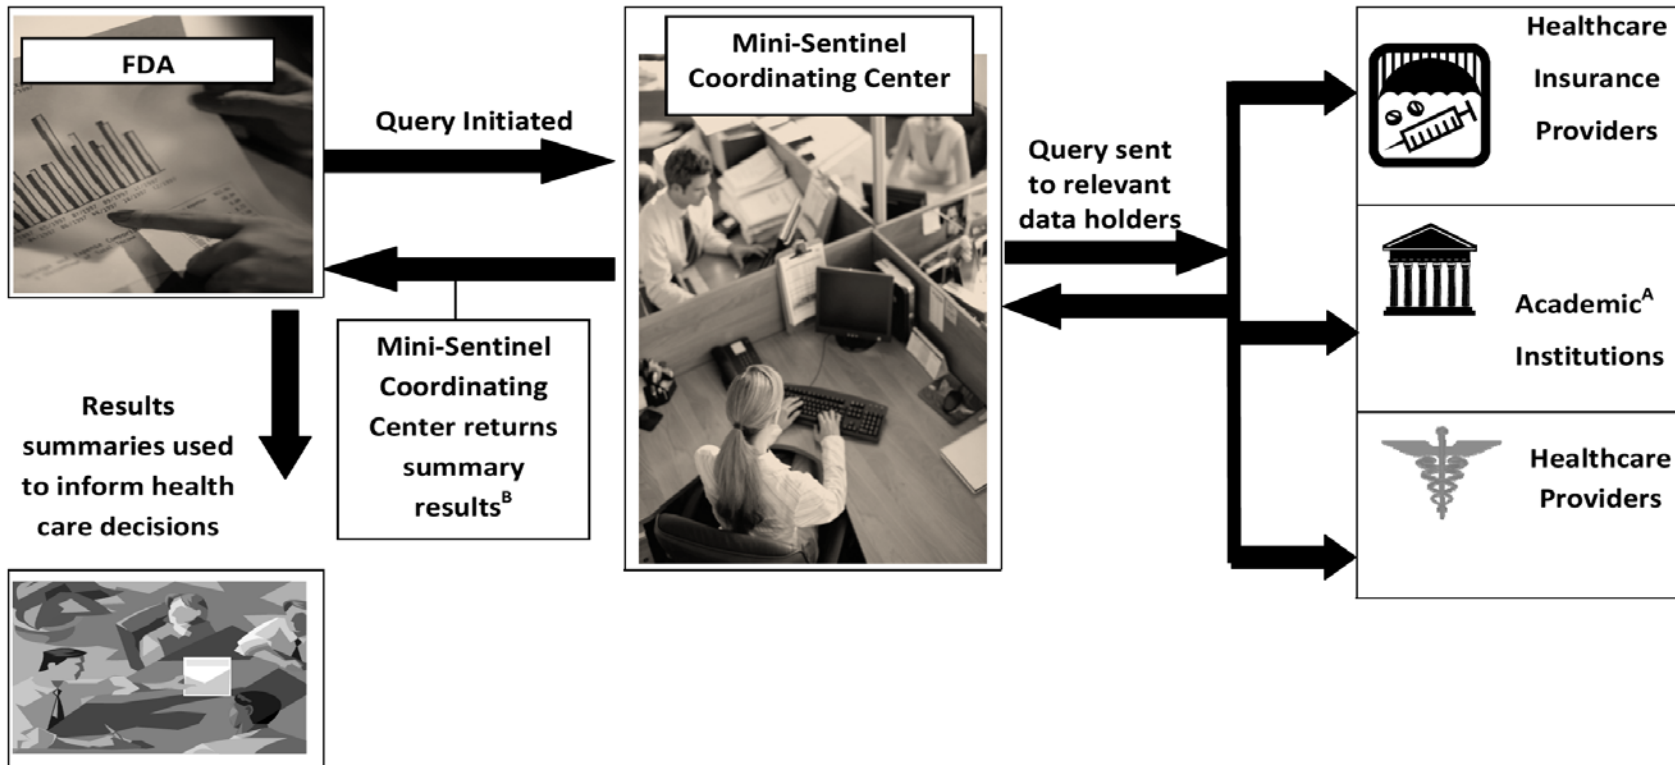 FDA
Query Initiated
Mini-Sentinel
Coordinating Center
Query sent
to relevant
data holders
Healthcare
Insurance
Providers
Academic^A
Institutions
Healthcare
Providers
Mini-Sentinel
Coordinating
Center returns
summary
results^B
Results
summaries used
to inform health
care decisions